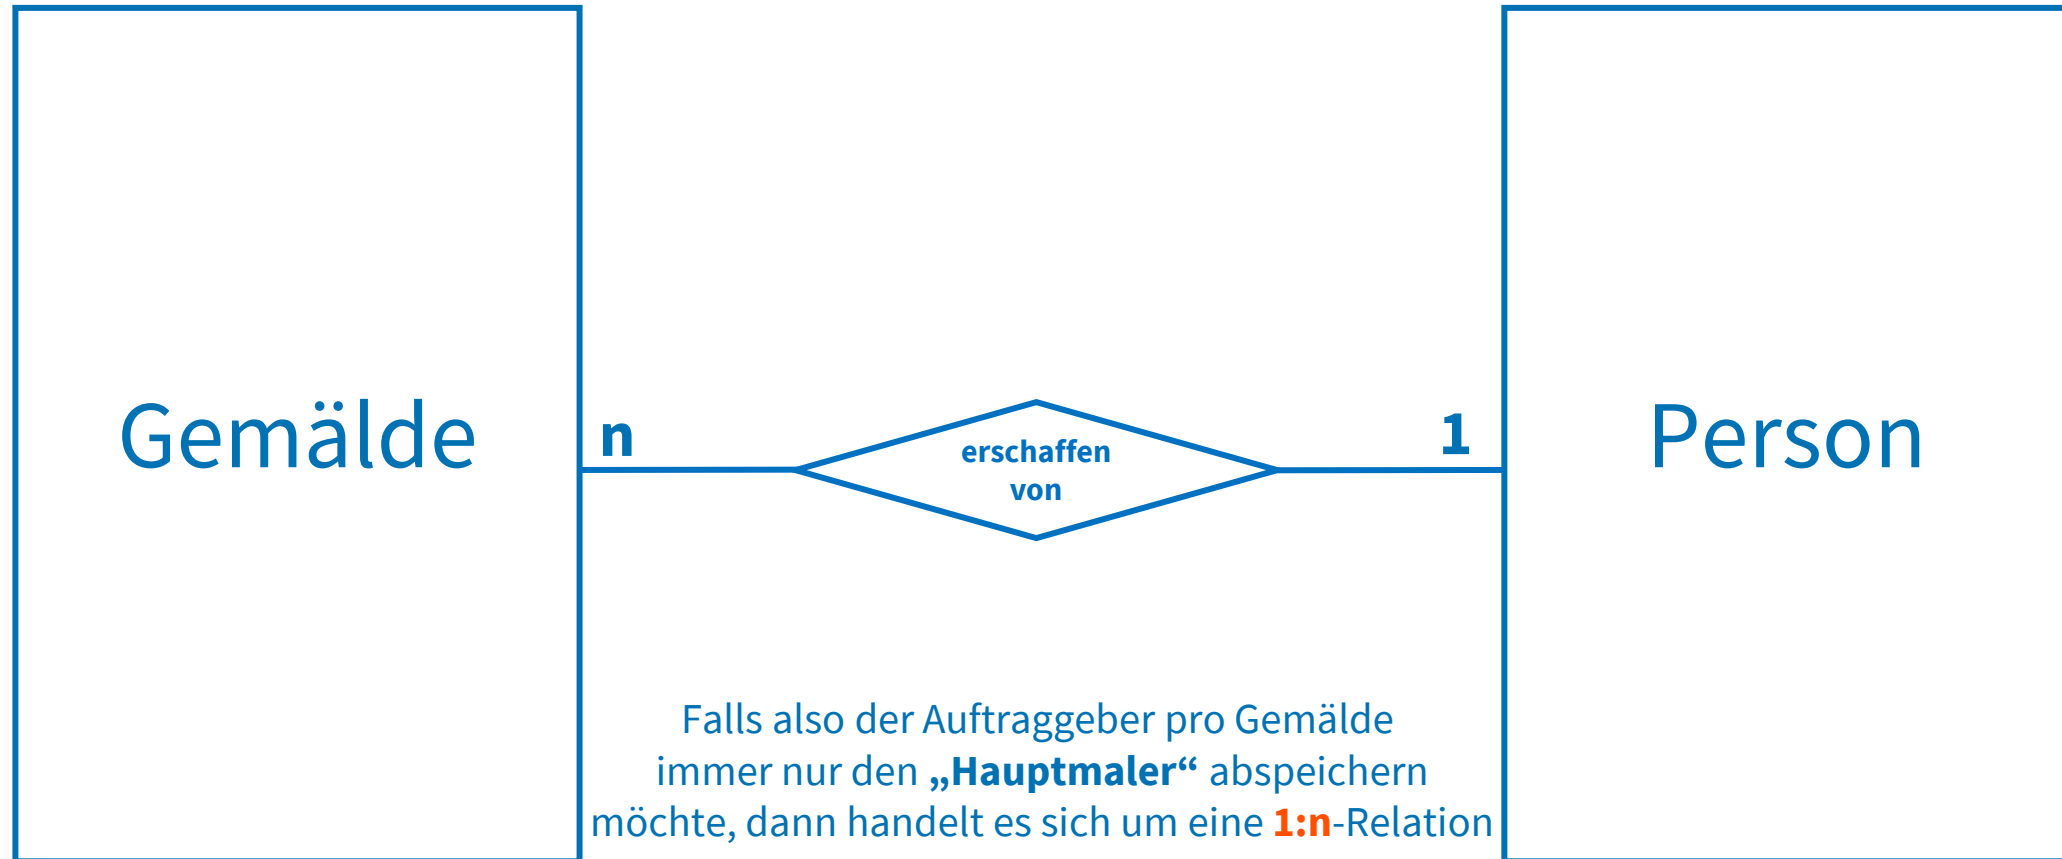 Gemälde
n
erschaffen
von
1
Person
Falls also der Auftraggeber pro Gemälde
immer nur den „Hauptmaler“ abspeichern
möchte, dann handelt es sich um eine 1:n-Relation